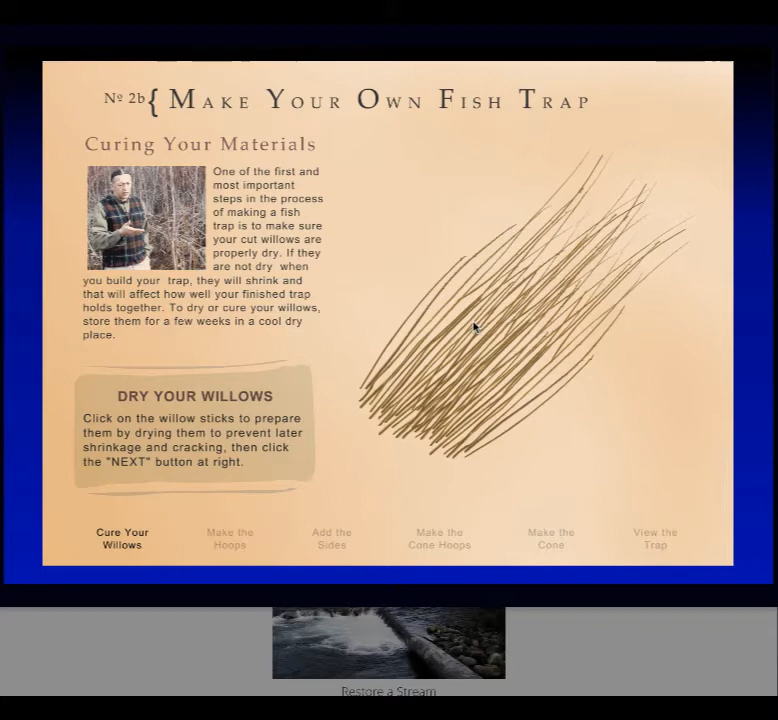 Nº 2b{ MAKE YOUR OWN FISH TRAP
Curing Your Materials
One of the first and
most important
steps in the process
of making a fish
trap is to make sure
your cut willows are
properly dry. If they
are not dry when
you build your trap, they will shrink and
that will affect how well your finished trap
holds together. To dry or cure your willows,
store them for a few weeks in a cool dry
place.
DRY YOUR WILLOWS
Click on the willow sticks to prepare
them by drying them to prevent later
shrinkage and cracking, then click
the "NEXT" button at right.
Cure Your
Willows
Make the
Hoops
Add the
Sides
Make the
Cone Hoops
Make the
Cone
View the
Trap
Restore a Stream